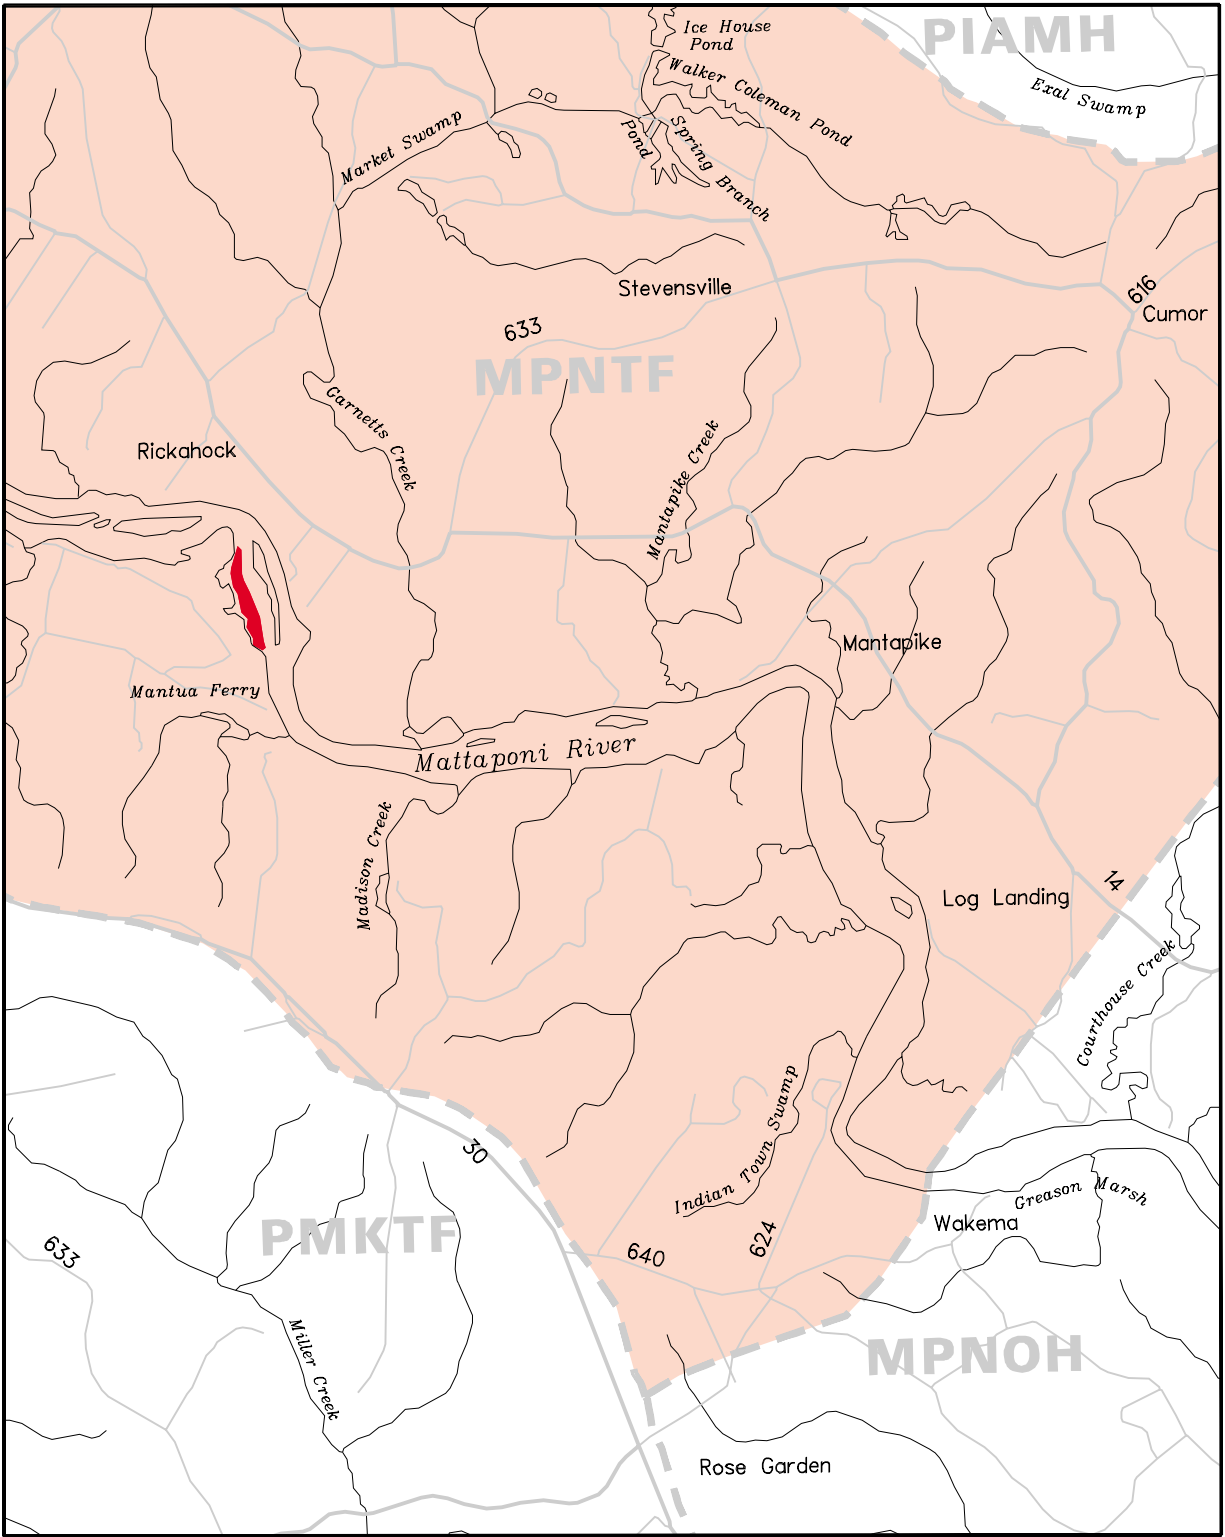 Ice House
Pond
PIAMH
Walker Coleman Pond
Exal Swamp
Market Swamp
Pond
Spring Branch
Stevensville
616
Cumor
633
MPNTF
Garnetts Creek
Rickahock
Mantapike Creek
Mantapike
Mantua Ferry
Mattaponi River
Madison Creek
14
Log Landing
Courthouse Creek
Indian Town Swamp
30
Greason Marsh
Wakema
PMKTF
633
640
624
Miller Creek
MPNOH
Rose Garden